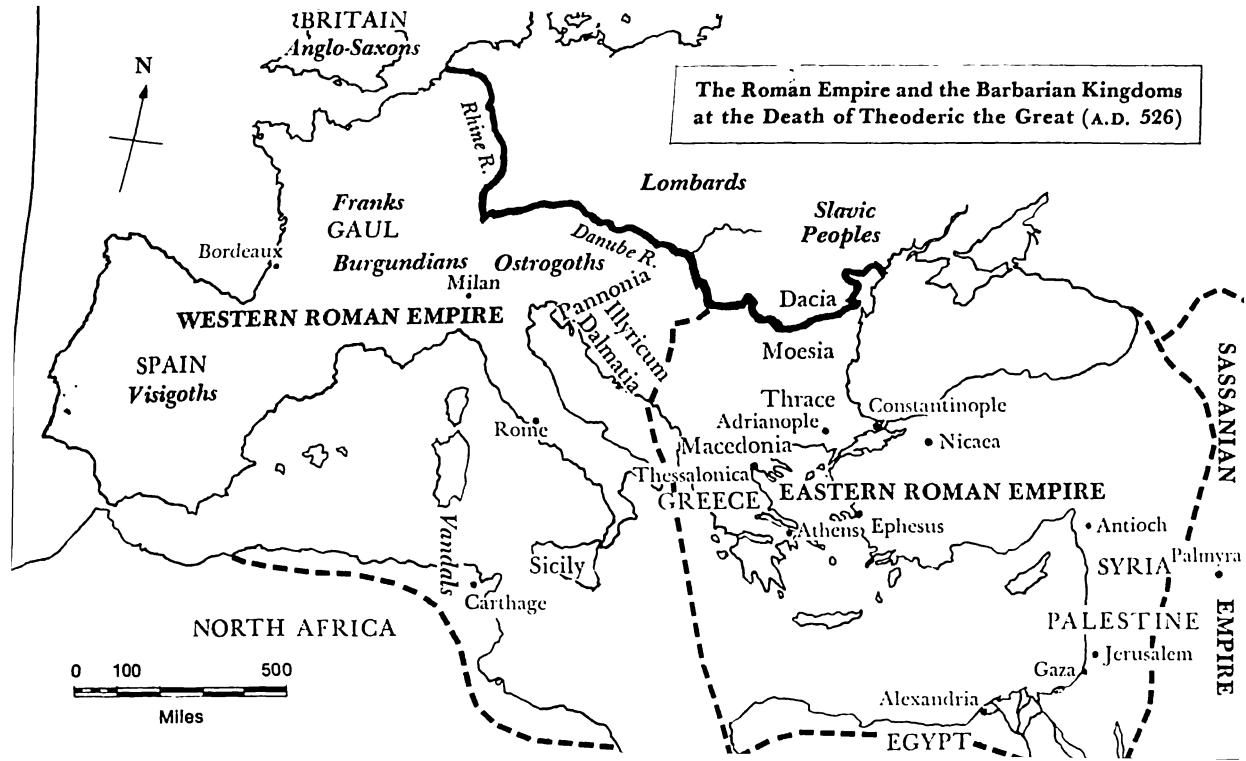 BRITAIN
Anglo-Saxons
N
The Roman Empire and the Barbarian Kingdoms
at the Death of Theoderic the Great (A.D. 526)
Rhine R.
Lombards
Franks
GAUL
Slavic
Peoples
Bordeaux
Burgundians
Ostrogoths
Danube R.
Milan
Pannonia
Dacia
WESTERN ROMAN EMPIRE
Illyricum
Dalmatia
Moesia
SPAIN
Visigoths
SASSANIAN
EMPIRE
Thrace
Constantinople
Adrianople
Rome
Macedonia
Nicaea
Thessalonica
GREECE
EASTERN ROMAN EMPIRE
Vandals
Athens
Ephesus
Antioch
Sicily
SYRIA
Palmyra
Carthage
NORTH AFRICA
PALESTINE
Jerusalem
Gaza
0 100 500
Miles
Alexandria
EGYPT